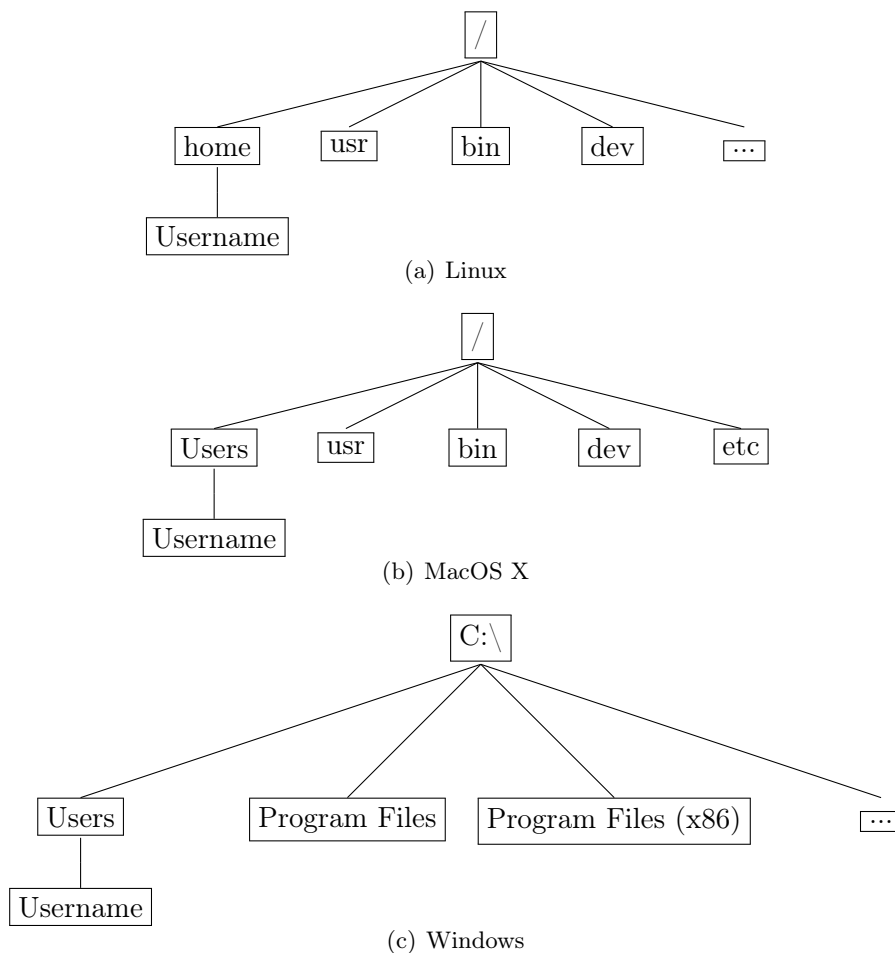 /
home usr bin dev ...
Username
(a) Linux
/
Users usr bin dev etc
Username
(b) MacOS X
C:\
Users Program Files Program Files (x86) ...
Username
(c) Windows